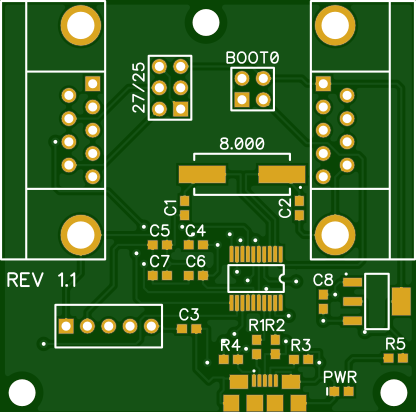 BOOT0
27/25
8.000
C1
C2
C5 C4
C7 C6
REV 1.1
C8
C3
R1R2
R4
R3
R5
PWR